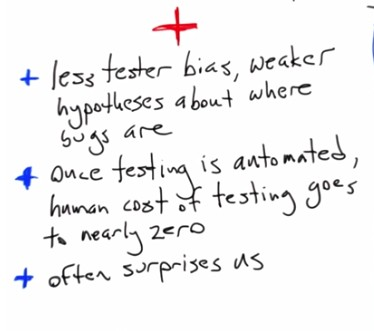 +
+ less tester bias, weaker
hypotheses about where
bugs are
+ once testing is automated,
human cost of testing goes
to nearly zero
+ often surprises us